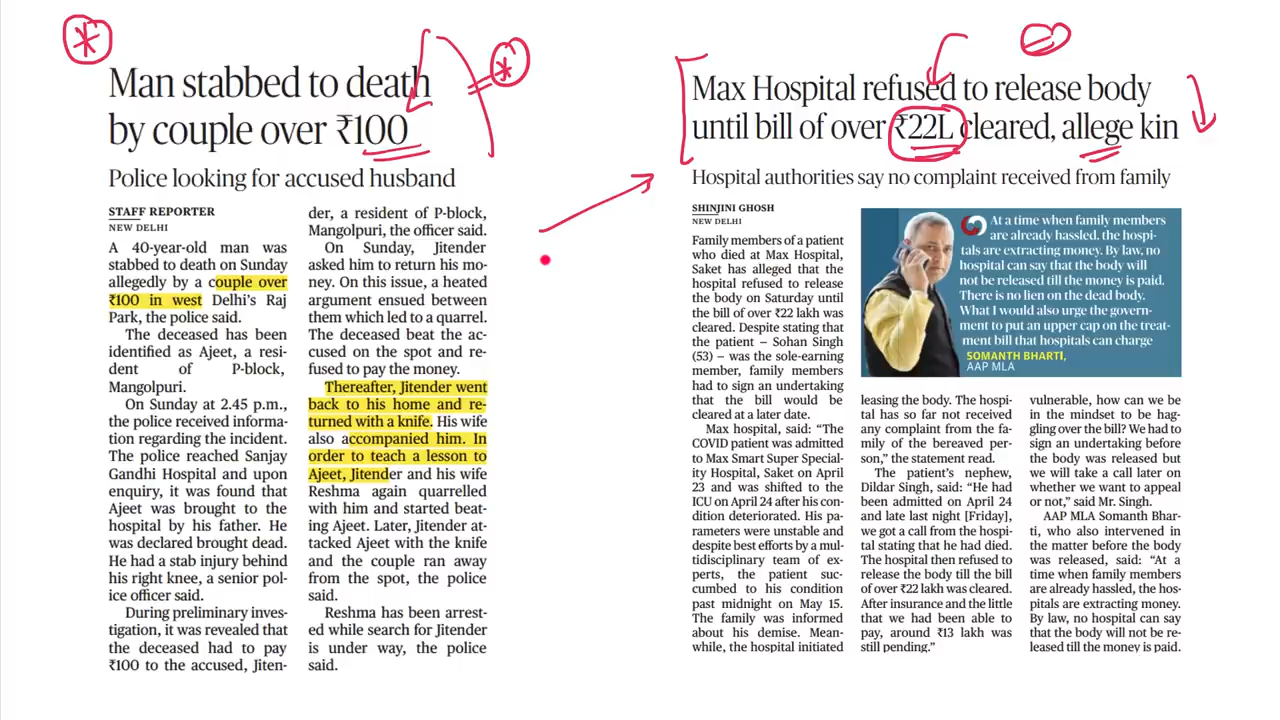 Man stabbed to death
by couple over ₹100
Police looking for accused husband
STAFF REPORTER
NEW DELHI
A 40-year-old man was
stabbed to death on Sunday
allegedly by a couple over
₹100 in west Delhi's Raj
Park, the police said.
The deceased has been
identified as Ajeet, a resi-
dent of P-block,
Mangolpuri.
On Sunday at 2.45 p.m.,
the police received informa-
tion regarding the incident.
The police reached Sanjay
Gandhi Hospital and upon
enquiry, it was found that
Ajeet was brought to the
hospital by his father. He
was declared brought dead.
He had a stab injury behind
his right knee, a senior pol-
ice officer said.
During preliminary inves-
tigation, it was revealed that
the deceased had to pay
₹100 to the accused, Jiten-
der, a resident of P-block,
Mangolpuri, the officer said.
On Sunday, Jitender
asked him to return his mo-
ney. On this issue, a heated
argument ensued between
them which led to a quarrel.
The deceased beat the ac-
cused on the spot and re-
fused to pay the money.
Thereafter, Jitender went
back to his home and re-
turned with a knife. His wife
also accompanied him. In
order to teach a lesson to
Ajeet, Jitender and his wife
Reshma again quarrelled
with him and started beat-
ing Ajeet. Later, Jitender at-
tacked Ajeet with the knife
and the couple ran away
from the spot, the police
said.
Reshma has been arrest-
ed while search for Jitender
is under way, the police
said.
Max Hospital refused to release body
until bill of over ₹22L cleared, allege kin
Hospital authorities say no complaint received from family
SHINJINI GHOSH
NEW DELHI
Family members of a patient
who died at Max Hospital,
Saket has alleged that the
hospital refused to release
the body on Saturday until
the bill of over ₹22 lakh was
cleared. Despite stating that
the patient – Sohan Singh
(53) – was the sole-earning
member, family members
had to sign an undertaking
that the bill would be
cleared at a later date.
Max hospital, said: “The
COVID patient was admitted
to Max Smart Super Special-
ity Hospital, Saket on April
23 and was shifted to the
ICU on April 24 after his con-
dition deteriorated. His pa-
rameters were unstable and
despite best efforts by a mul-
tidisciplinary team of ex-
perts, the patient suc-
cumbed to his condition
past midnight on May 15.
The family was informed
about his demise. Mean-
while, the hospital initiated
At a time when family members
are already hassled. the hospi-
tals are extracting money. By law, no
hospital can say that the body will
not be released till the money is paid.
There is no lien on the dead body.
What I would also urge the govern-
ment to put an upper cap on the treat-
ment bill that hospitals can charge
SOMANTH BHARTI,
AAP MLA
leasing the body. The hospi-
tal has so far not received
any complaint from the fa-
mily of the bereaved per-
son,” the statement read.
The patient's nephew,
Dildar Singh, said: “He had
been admitted on April 24
and late last night [Friday],
we got a call from the hospi-
tal stating that he had died.
The hospital then refused to
release the body till the bill
of over ₹22 lakh was cleared.
After insurance and the little
that we had been able to
pay, around ₹13 lakh was
still pending.”
vulnerable, how can we be
in the mindset to be hag-
gling over the bill? We had to
sign an undertaking before
the body was released but
we will take a call later on
whether we want to appeal
or not,” said Mr. Singh.
AAP MLA Somanth Bhar-
ti, who also intervened in
the matter before the body
was released, said: “At a
time when family members
are already hassled, the hos-
pitals are extracting money.
By law, no hospital can say
that the body will not be re-
leased till the money is paid.